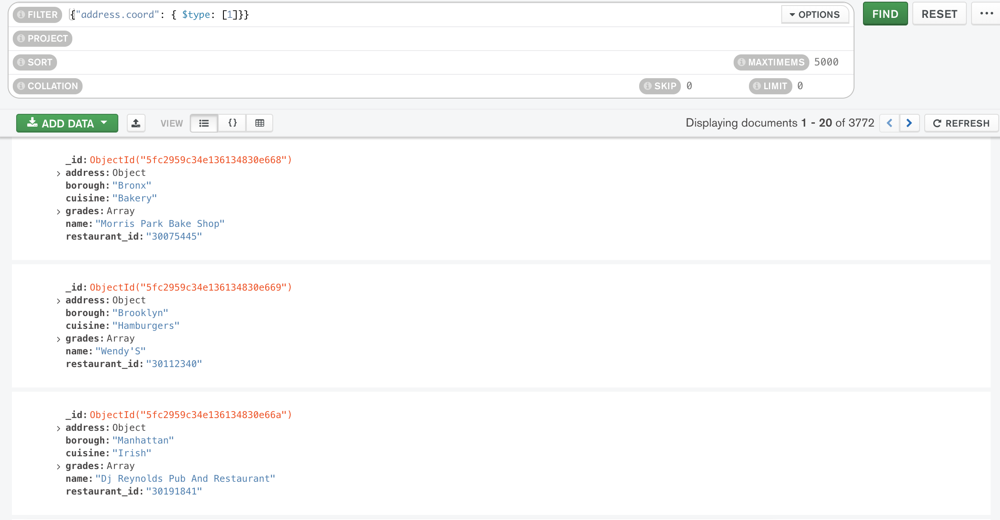 FILTER {"address.coord": { $type: [1]}} OPTIONS FIND RESET
PROJECT
SORT MAXTIMEMS 5000
COLLATION SKIP 0 LIMIT 0
ADD DATA VIEW {} Displaying documents 1 - 20 of 3772 REFRESH
_id: ObjectId("5fc2959c34e136134830e668")
address: Object
borough: "Bronx"
cuisine: "Bakery"
grades: Array
name: "Morris Park Bake Shop"
restaurant_id: "30075445"
_id: ObjectId("5fc2959c34e136134830e669")
address: Object
borough: "Brooklyn"
cuisine: "Hamburgers"
grades: Array
name: "Wendy'S"
restaurant_id: "30112340"
_id: ObjectId("5fc2959c34e136134830e66a")
address: Object
borough: "Manhattan"
cuisine: "Irish"
grades: Array
name: "Dj Reynolds Pub And Restaurant"
restaurant_id: "30191841"